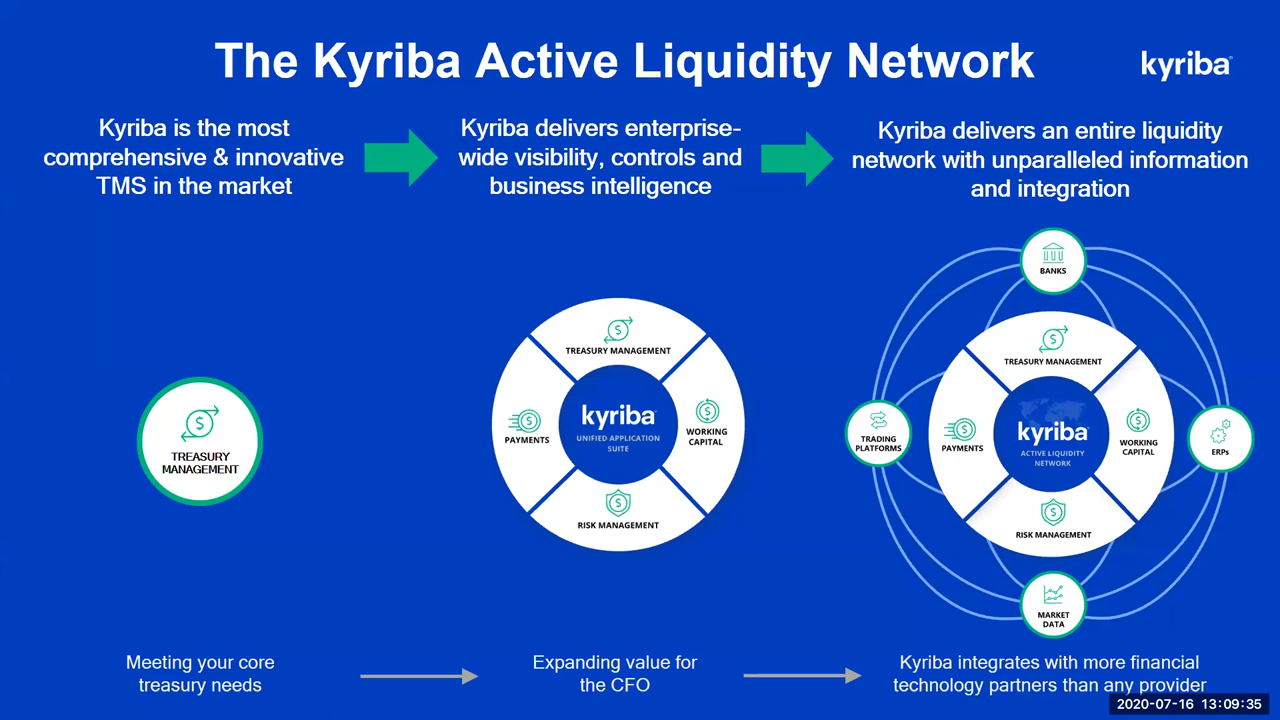 The Kyriba Active Liquidity Network
kyriba
Kyriba is the most
comprehensive & innovative
TMS in the market
Kyriba delivers enterprise-
wide visibility, controls and
business intelligence
Kyriba delivers an entire liquidity
network with unparalleled information
and integration
TREASURY
MANAGEMENT
TREASURY MANAGEMENT
PAYMENTS
kyriba
UNIFIED APPLICATION
SUITE
WORKING
CAPITAL
RISK MANAGEMENT
BANKS
TREASURY MANAGEMENT
TRADING
PLATFORMS
PAYMENTS
kyriba
ACTIVE LIQUIDITY
NETWORK
WORKING
CAPITAL
ERPs
RISK MANAGEMENT
MARKET
DATA
Meeting your core
treasury needs
Expanding value for
the CFO
Kyriba integrates with more financial
technology partners than any provider
2020-07-16 13:09:35